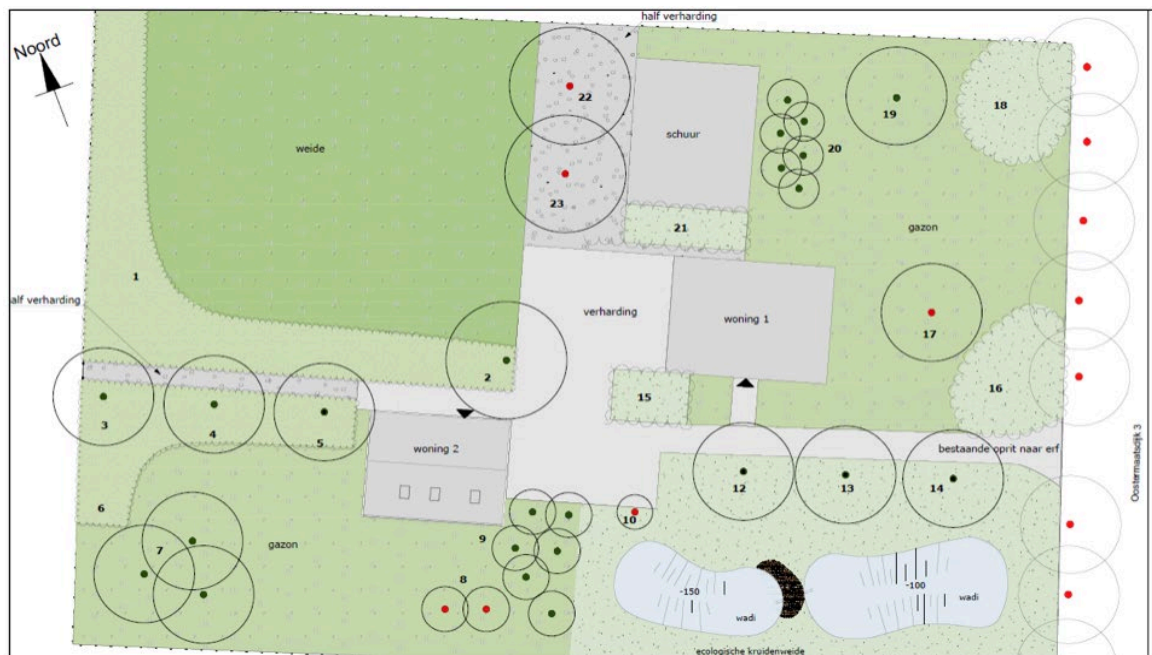 half verharding
Noord
22
18
19
schuur
20
weide
23
21
gazon
1
half verharding
verharding
woning 1
17
2
15
16
3
4
5
woning 2
bestaande oprit naar erf
12
13
14
Oostermaatsdijk 3
6
10
9
7
gazon
8
-150
-100
wadi
wadi
ecologische kruidenweide